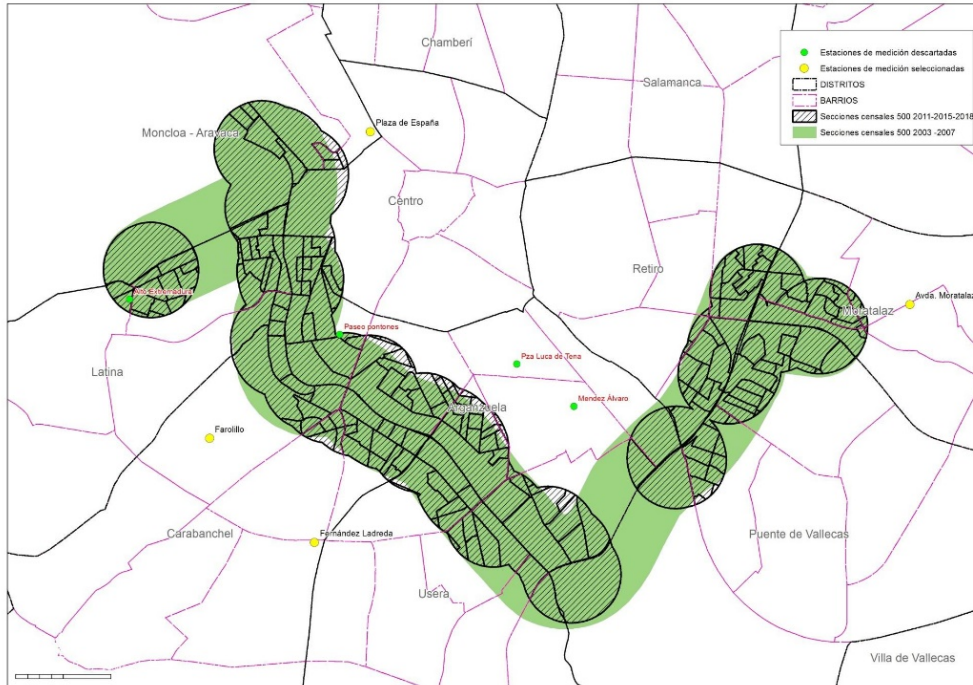 Chamberí
Salamanca
Estaciones de medición descartadas
Estaciones de medición seleccionadas
DISTRITOS
BARRIOS
Secciones censales 500 2011-2015-2018
Secciones censales 500 2003 -2007
Moncloa - Aravaca
Plaza de España
Centro
Retiro
Alto Extremadura
Avda. Moratalaz
Moratalaz
Paseo pontones
Pza Luca de Tena
Latina
Arganzuela
Mendez Álvaro
Farolillo
Carabanchel
Fernández Ladreda
Puente de Vallecas
Usera
Villa de Vallecas